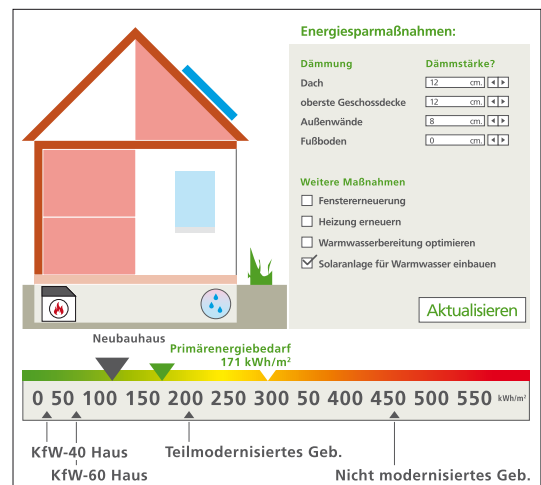 Energiesparmaßnahmen:
Dämmung Dämmstärke?
Dach 12 cm.
oberste Geschossdecke 12 cm.
Außenwände 8 cm.
Fußboden 0 cm.
Weitere Maßnahmen
Fenstererneuerung
Heizung erneuern
Warmwasserbereitung optimieren
Solaranlage für Warmwasser einbauen
Aktualisieren
Neubauhaus
Primärenergiebedarf
171 kWh/m²
0 50 100 150 200 250 300 50 400 450 500 550 kWh/m²
KfW-40 Haus Teilmodernisiertes Geb.
KfW-60 Haus Nicht modernisiertes Geb.